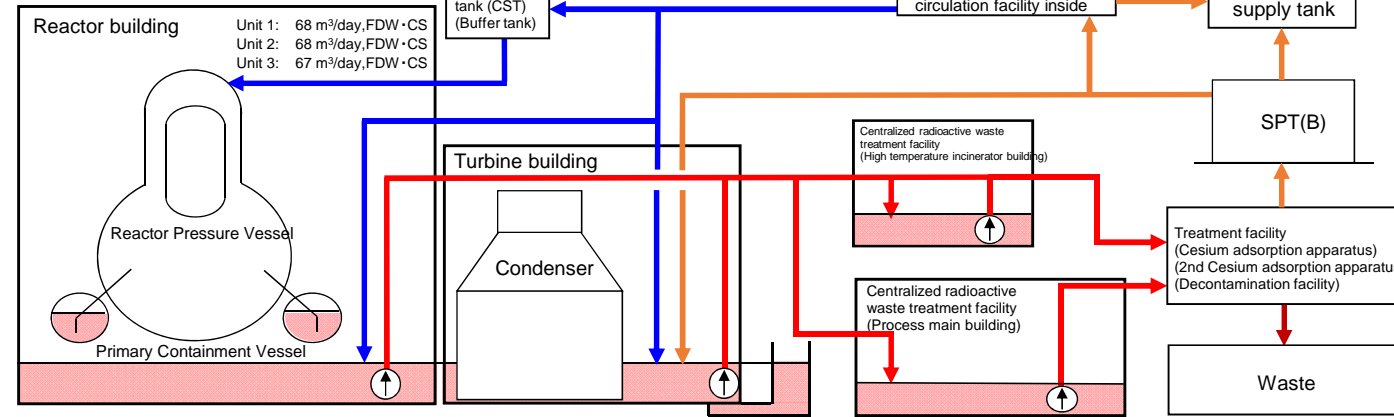 tank (CST)
(Buffer tank)
circulation facility inside
supply tank
Reactor building
Unit 1: 68 m³/day,FDW・CS
Unit 2: 68 m³/day,FDW・CS
Unit 3: 67 m³/day,FDW・CS
SPT(B)
Centralized radioactive waste
treatment facility
(High temperature incinerator building)
Turbine building
Reactor Pressure Vessel
Condenser
Treatment facility
(Cesium adsorption apparatus)
(2nd Cesium adsorption apparatu
(Decontamination facility)
Centralized radioactive
waste treatment facility
(Process main building)
Primary Containment Vessel
Waste